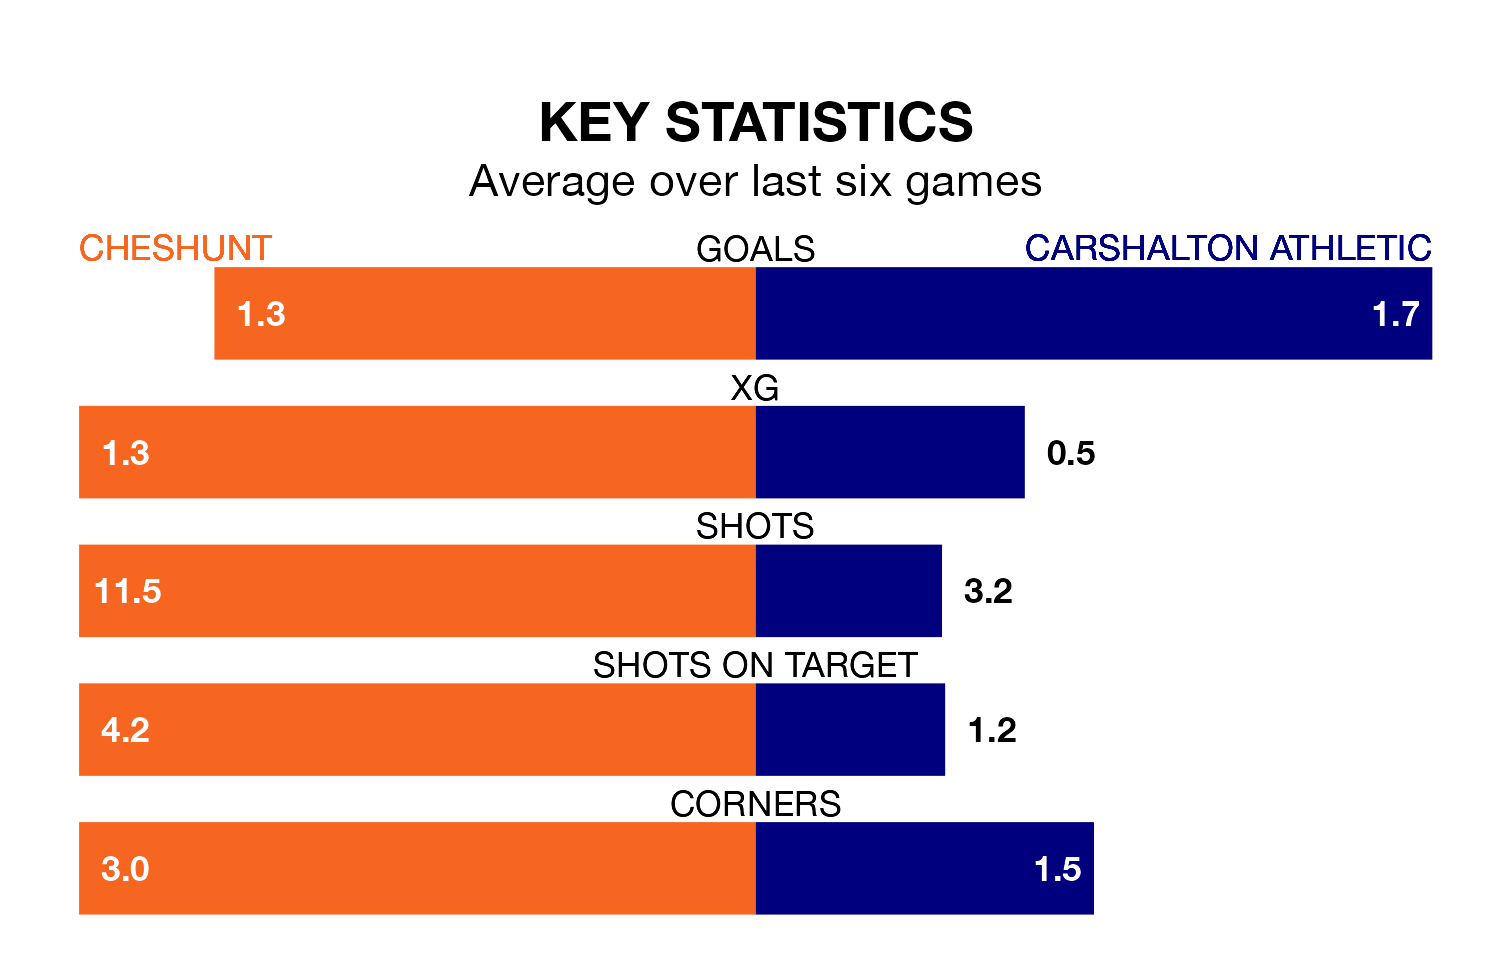 KEY STATISTICS
Average over last six games
CHESHUNT GOALS CARSHALTON ATHLETIC
1.3 1.7
XG
1.3 0.5
SHOTS
11.5 3.2
SHOTS ON TARGET
4.2 1.2
CORNERS
3.0 1.5